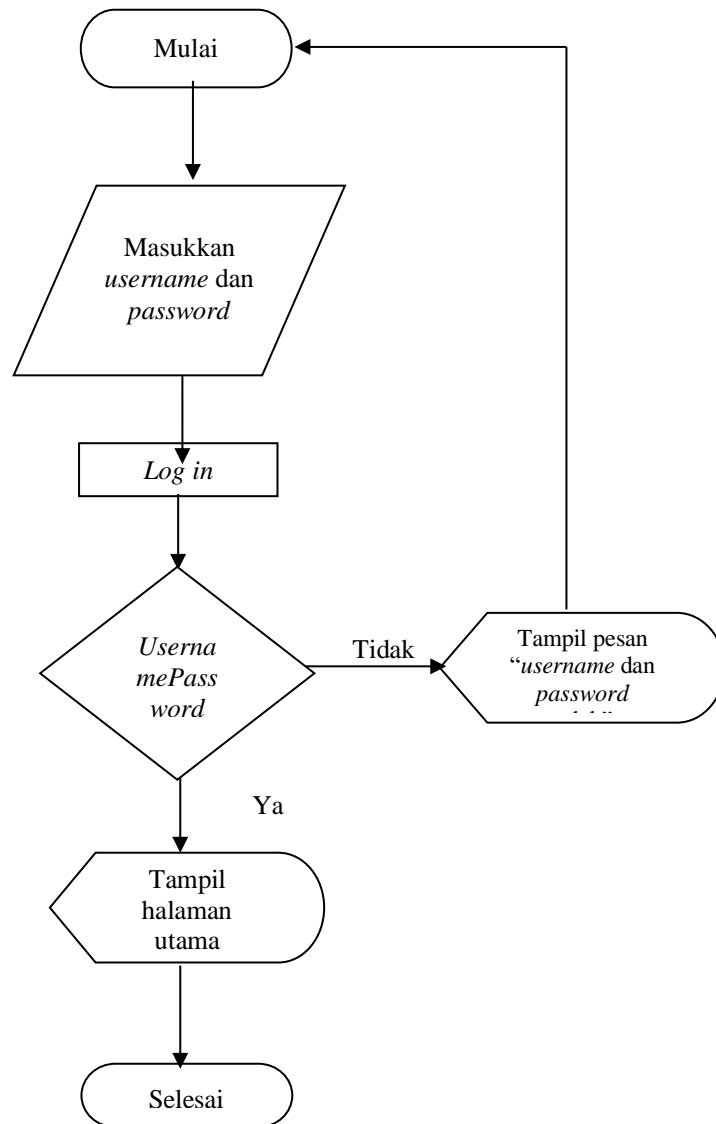 Mulai
Masukkan
username dan
password
Log in
Userna
mePass
word
Tidak
Tampil pesan
“username dan
password
Ya
Tampil
halaman
utama
Selesai